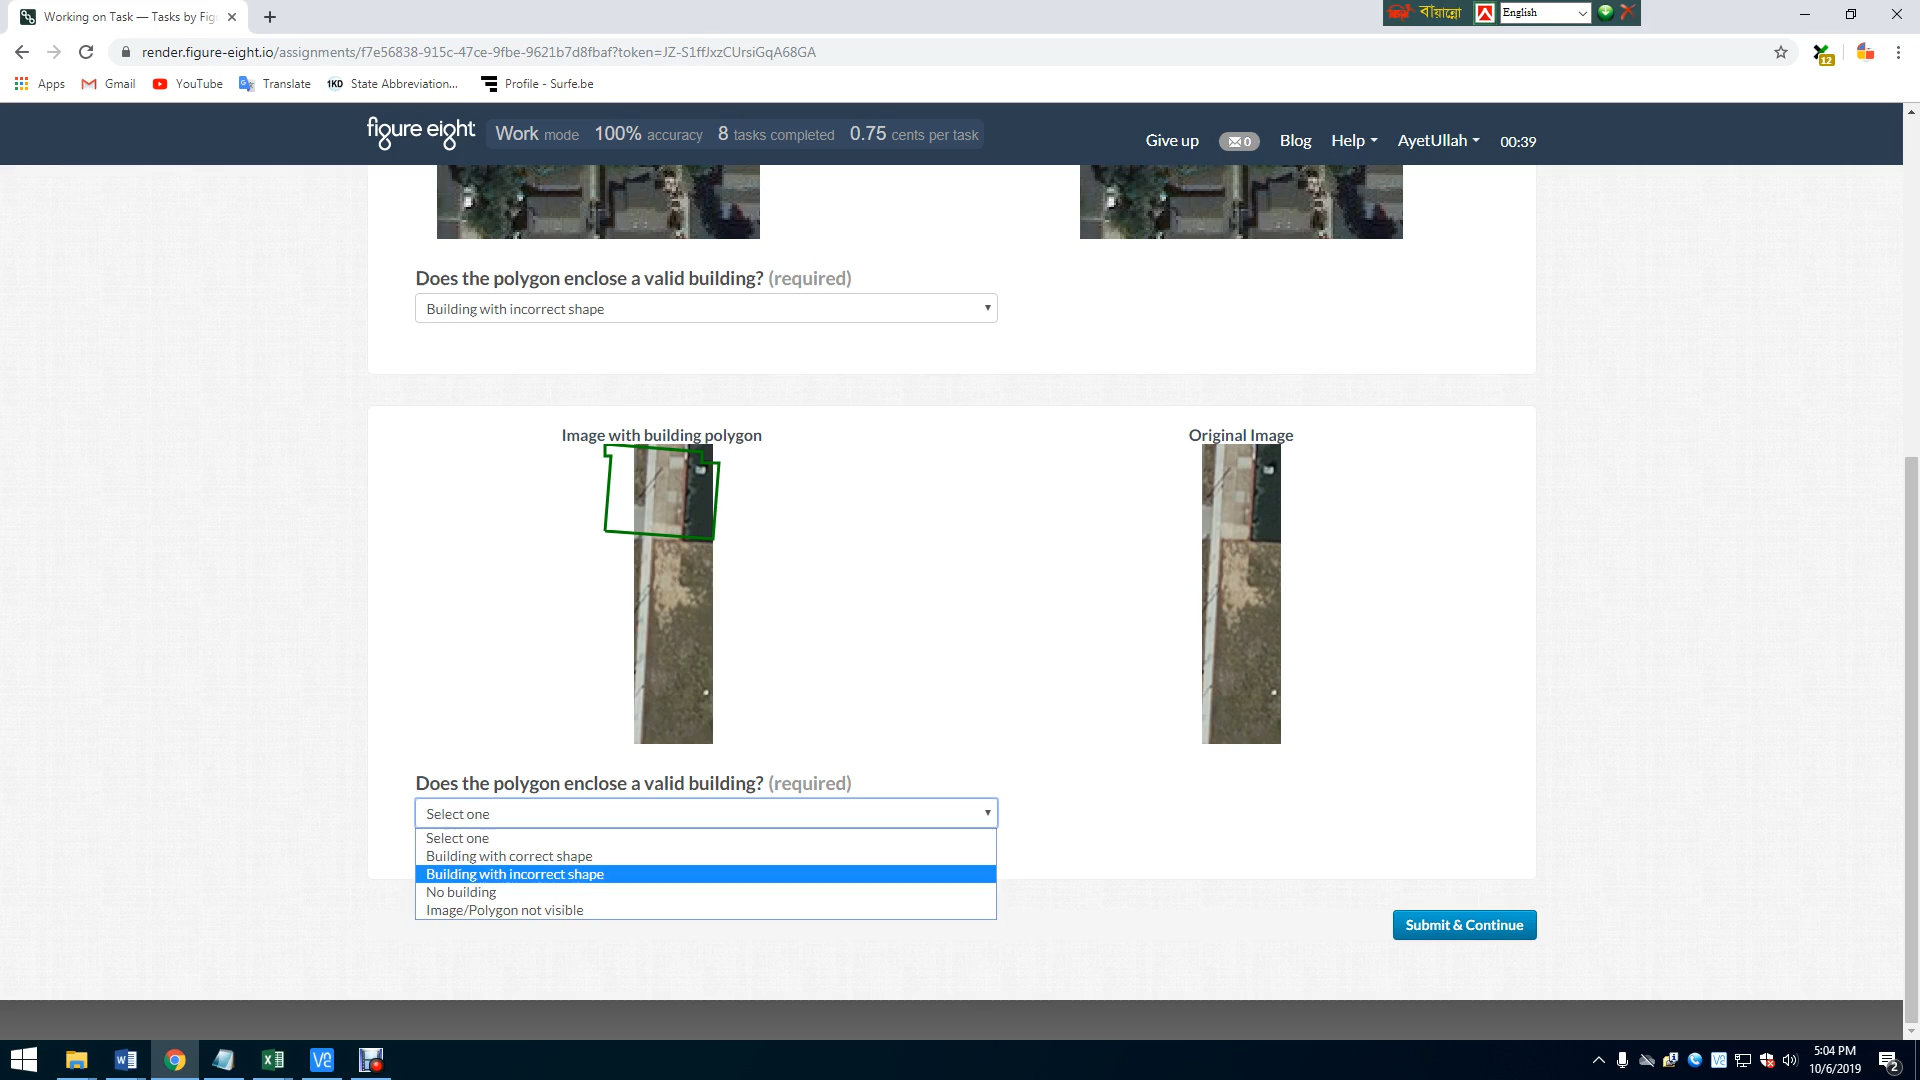 Working on Task — Tasks by Fig
বাঁয়ান্নো English
render.figure-eight.io/assignments/f7e56838-915c-47ce-9fbe-9621b7d8fbaf?token=JZ-S1ffJxzCUrsiGqA68GA
12
Apps Gmail YouTube Translate 1KD State Abbreviation... Profile - Surfe.be
figure eight Work mode 100% accuracy 8 tasks completed 0.75 cents per task Give up 0 Blog Help AyetUllah 00:39
Does the polygon enclose a valid building? (required)
Building with incorrect shape
Image with building polygon Original Image
Does the polygon enclose a valid building? (required)
Select one
Select one
Building with correct shape
Building with incorrect shape
No building
Image/Polygon not visible
Submit & Continue
5:04 PM
10/6/2019
2